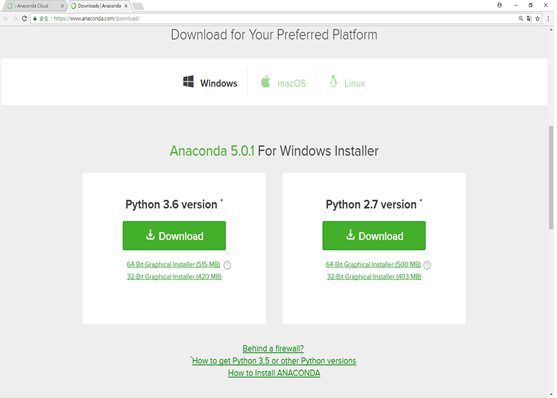 Anaconda Cloud
Downloads | Anaconda
安全 | https://www.anaconda.com/download/
Download for Your Preferred Platform
Windows
macOS
Linux
Anaconda 5.0.1 For Windows Installer
Python 3.6 version *
Download
64-Bit Graphical Installer (515 MB) ?
32-Bit Graphical Installer (420 MB)
Python 2.7 version *
Download
64-Bit Graphical Installer (500 MB) ?
32-Bit Graphical Installer (403 MB)
Behind a firewall?
*How to get Python 3.5 or other Python versions
How to Install ANACONDA